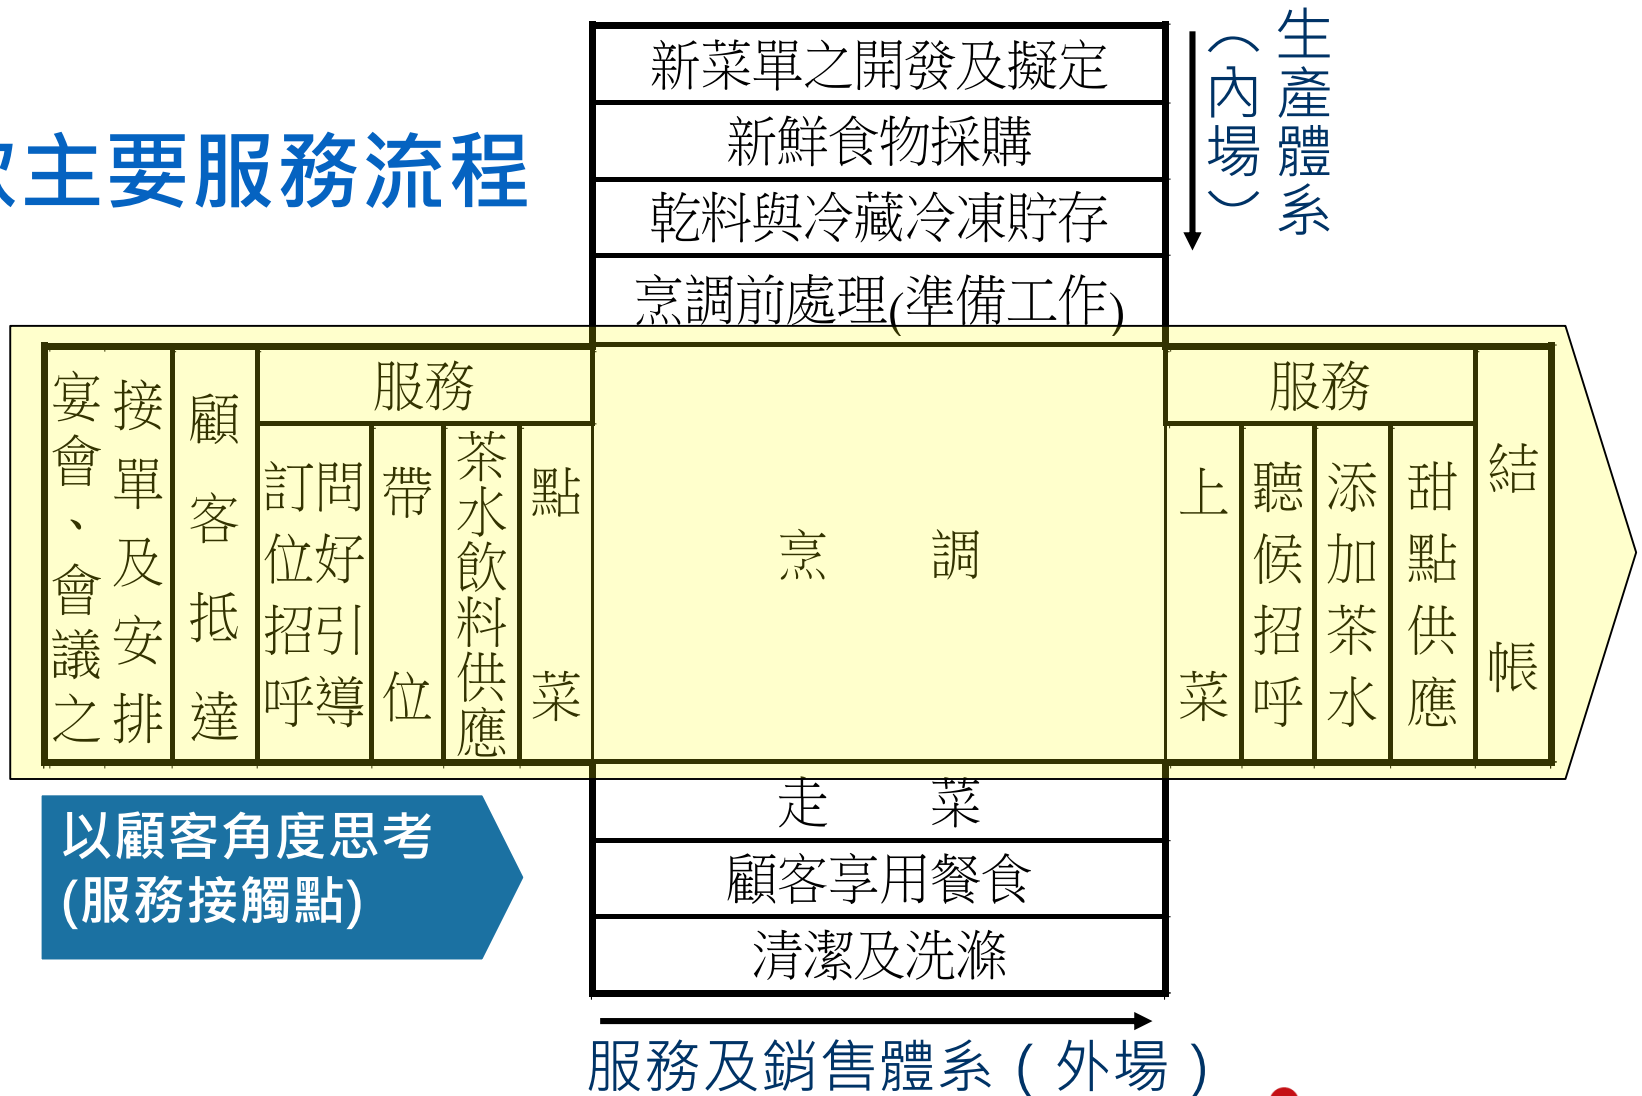 主要服務流程
新菜單之開發及擬定
新鮮食物採購
乾料與冷藏冷凍貯存
烹調前處理(準備工作)
生產體系
（內場）
宴會、會議之
接單及安排
顧客抵達
服務
問好引導
訂位招呼
帶位
茶水飲料供應
點菜
烹調
服務
上菜
聽候招呼
添加茶水
甜點供應
結帳
走菜
顧客享用餐食
清潔及洗滌
以顧客角度思考
(服務接觸點)
服務及銷售體系（外場）